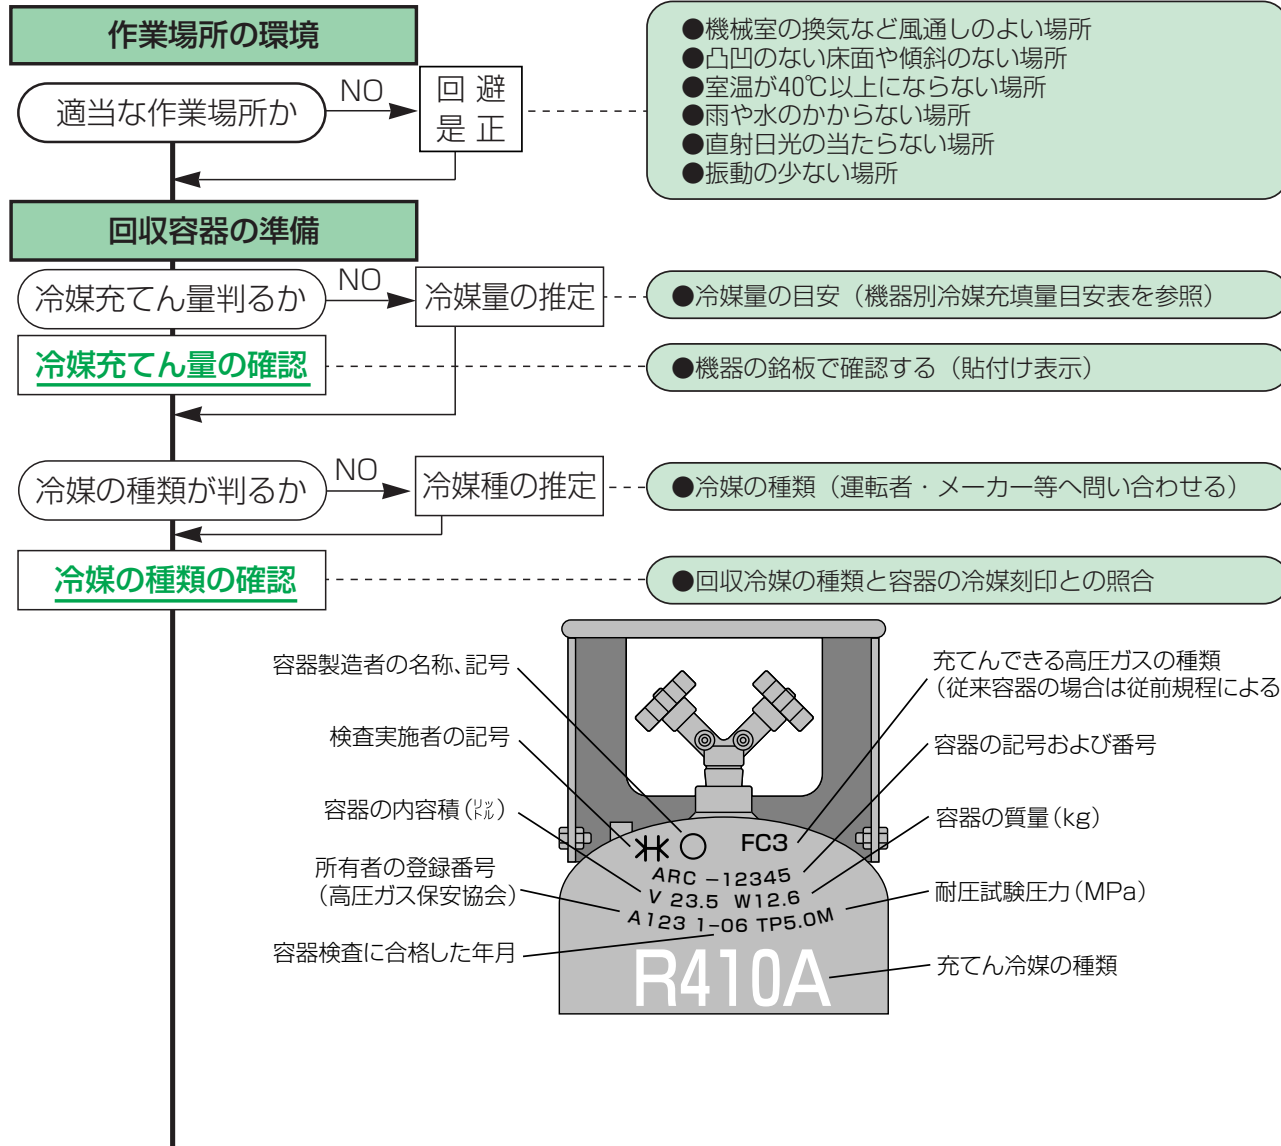 作業場所の環境
適当な作業場所か
NO
回避
是正
●機械室の換気など風通しのよい場所
●凸凹のない床面や傾斜のない場所
●室温が40℃以上にならない場所
●雨や水のかからない場所
●直射日光の当たらない場所
●振動の少ない場所
回収容器の準備
冷媒充てん量判るか
NO
冷媒量の推定
●冷媒量の目安（機器別冷媒充填量目安表を参照）
冷媒充てん量の確認
●機器の銘板で確認する（貼付け表示）
冷媒の種類が判るか
NO
冷媒種の推定
●冷媒の種類（運転者・メーカー等へ問い合わせる）
冷媒の種類の確認
●回収冷媒の種類と容器の冷媒刻印との照合
容器製造者の名称、記号
検査実施者の記号
容器の内容積（リットル）
所有者の登録番号
（高圧ガス保安協会）
容器検査に合格した年月
充てんできる高圧ガスの種類
（従来容器の場合は従前規程による
容器の記号および番号
容器の質量（kg）
耐圧試験圧力（MPa）
充てん冷媒の種類
FC3
ARC −12345
V 23.5 W12.6
A123 1−06 TP5.0M
R410A